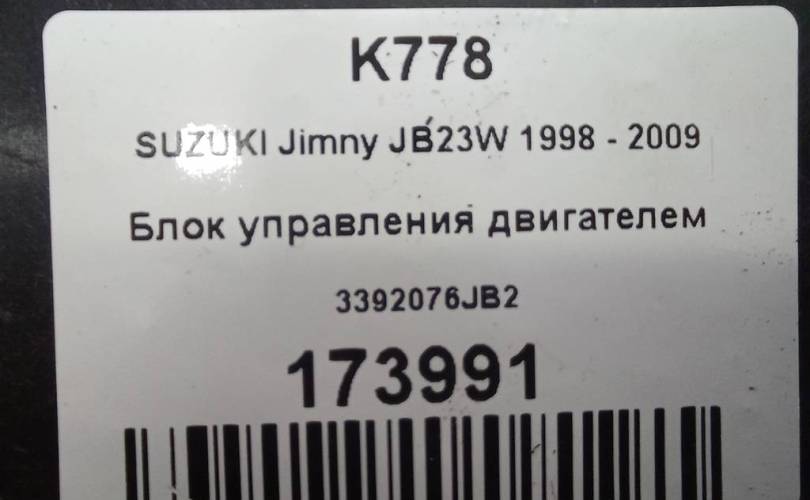 K778
SUZUKI Jimny JB23W 1998 - 2009
Блок управления двигателем
3392076JB2
173991